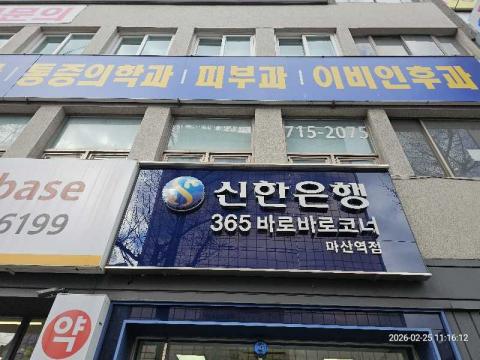 문의
통증의학과 | 피부과 | 이비인후과
715-2075
base
6199
신한은행
365 바로바로코너
마산역점
약
2026-02-25 11:16:12